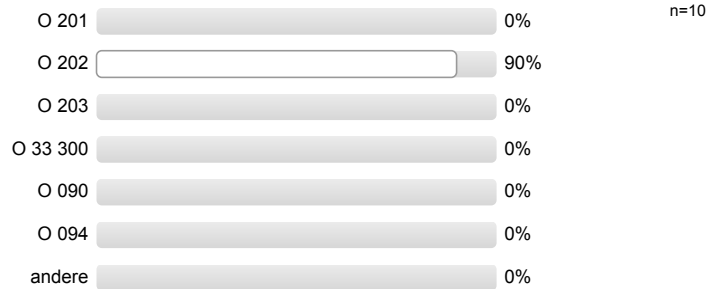 O 201 0% n=10
O 202 90%
O 203 0%
O 33 300 0%
O 090 0%
O 094 0%
andere 0%